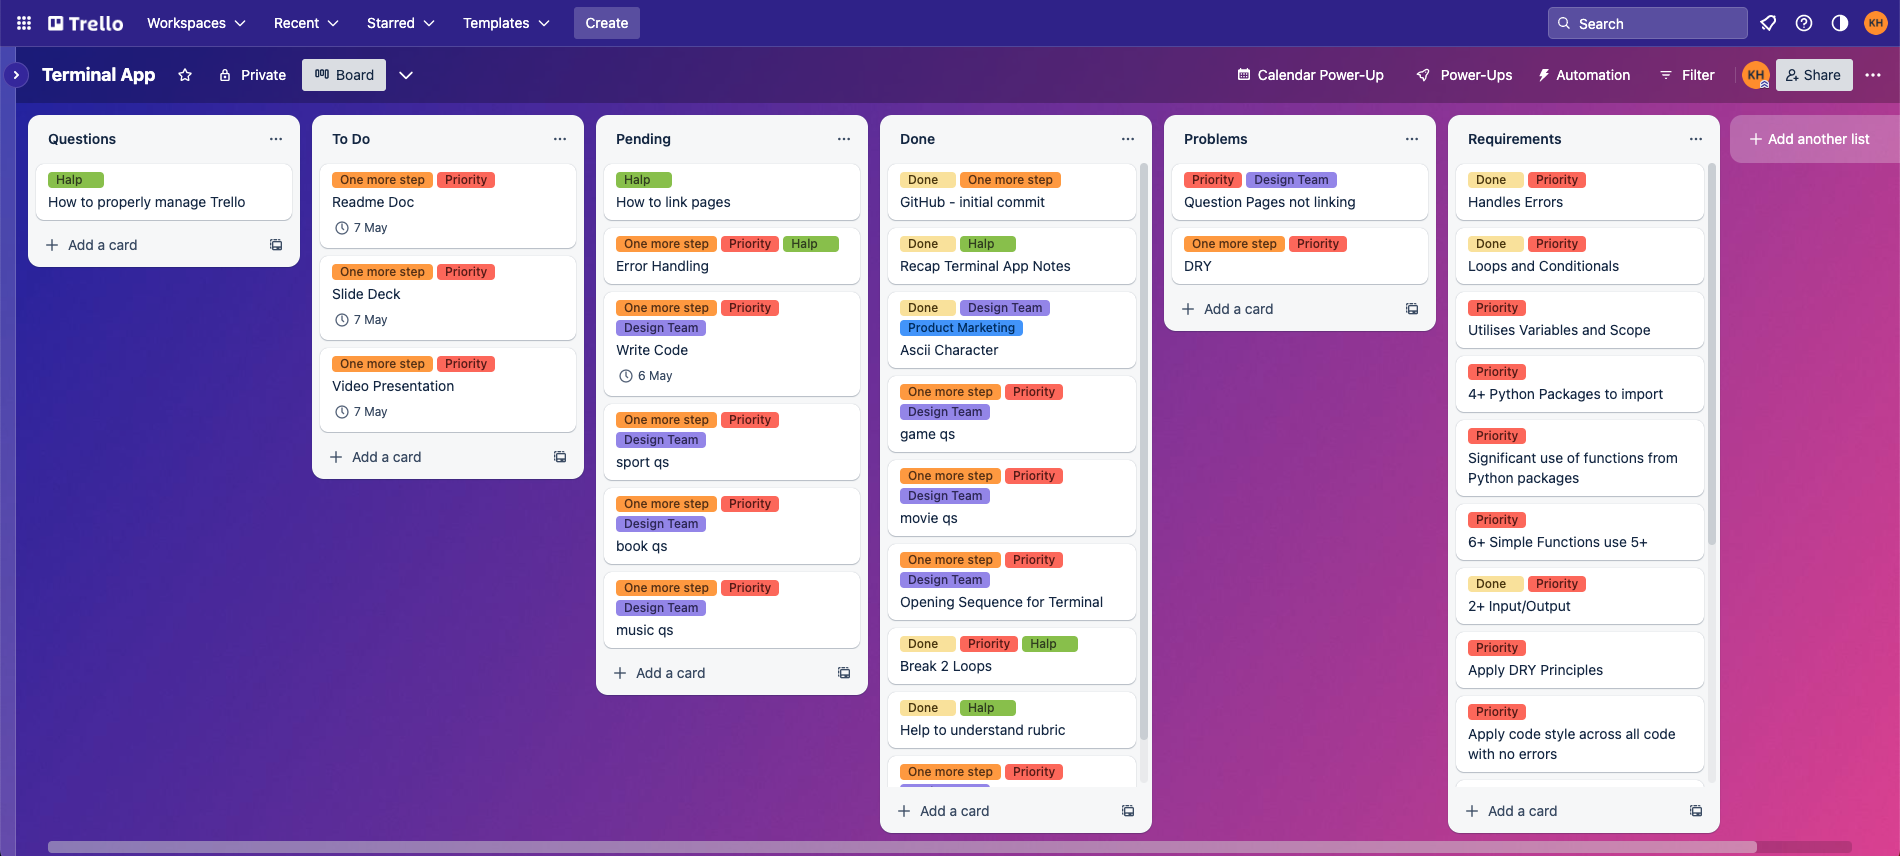 Trello
Workspaces
Recent
Starred
Templates
Create
Search
KH
Terminal App
Private
Board
Calendar Power-Up
Power-Ups
Automation
Filter
KH
Share
Questions
Halp
How to properly manage Trello
Add a card
To Do
One more step Priority
Readme Doc
7 May
One more step Priority
Slide Deck
7 May
One more step Priority
Video Presentation
7 May
Add a card
Pending
Halp
How to link pages
One more step Priority Halp
Error Handling
One more step Priority
Design Team
Write Code
6 May
One more step Priority
Design Team
sport qs
One more step Priority
Design Team
book qs
One more step Priority
Design Team
music qs
Add a card
Done
Done One more step
GitHub - initial commit
Done Halp
Recap Terminal App Notes
Done Design Team
Product Marketing
Ascii Character
One more step Priority
Design Team
game qs
One more step Priority
Design Team
movie qs
One more step Priority
Design Team
Opening Sequence for Terminal
Done Priority Halp
Break 2 Loops
Done Halp
Help to understand rubric
One more step Priority
Add a card
Problems
Priority Design Team
Question Pages not linking
One more step Priority
DRY
Add a card
Requirements
Done Priority
Handles Errors
Done Priority
Loops and Conditionals
Priority
Utilises Variables and Scope
Priority
4+ Python Packages to import
Priority
Significant use of functions from
Python packages
Priority
6+ Simple Functions use 5+
Done Priority
2+ Input/Output
Priority
Apply DRY Principles
Priority
Apply code style across all code
with no errors
Add a card
Add another list